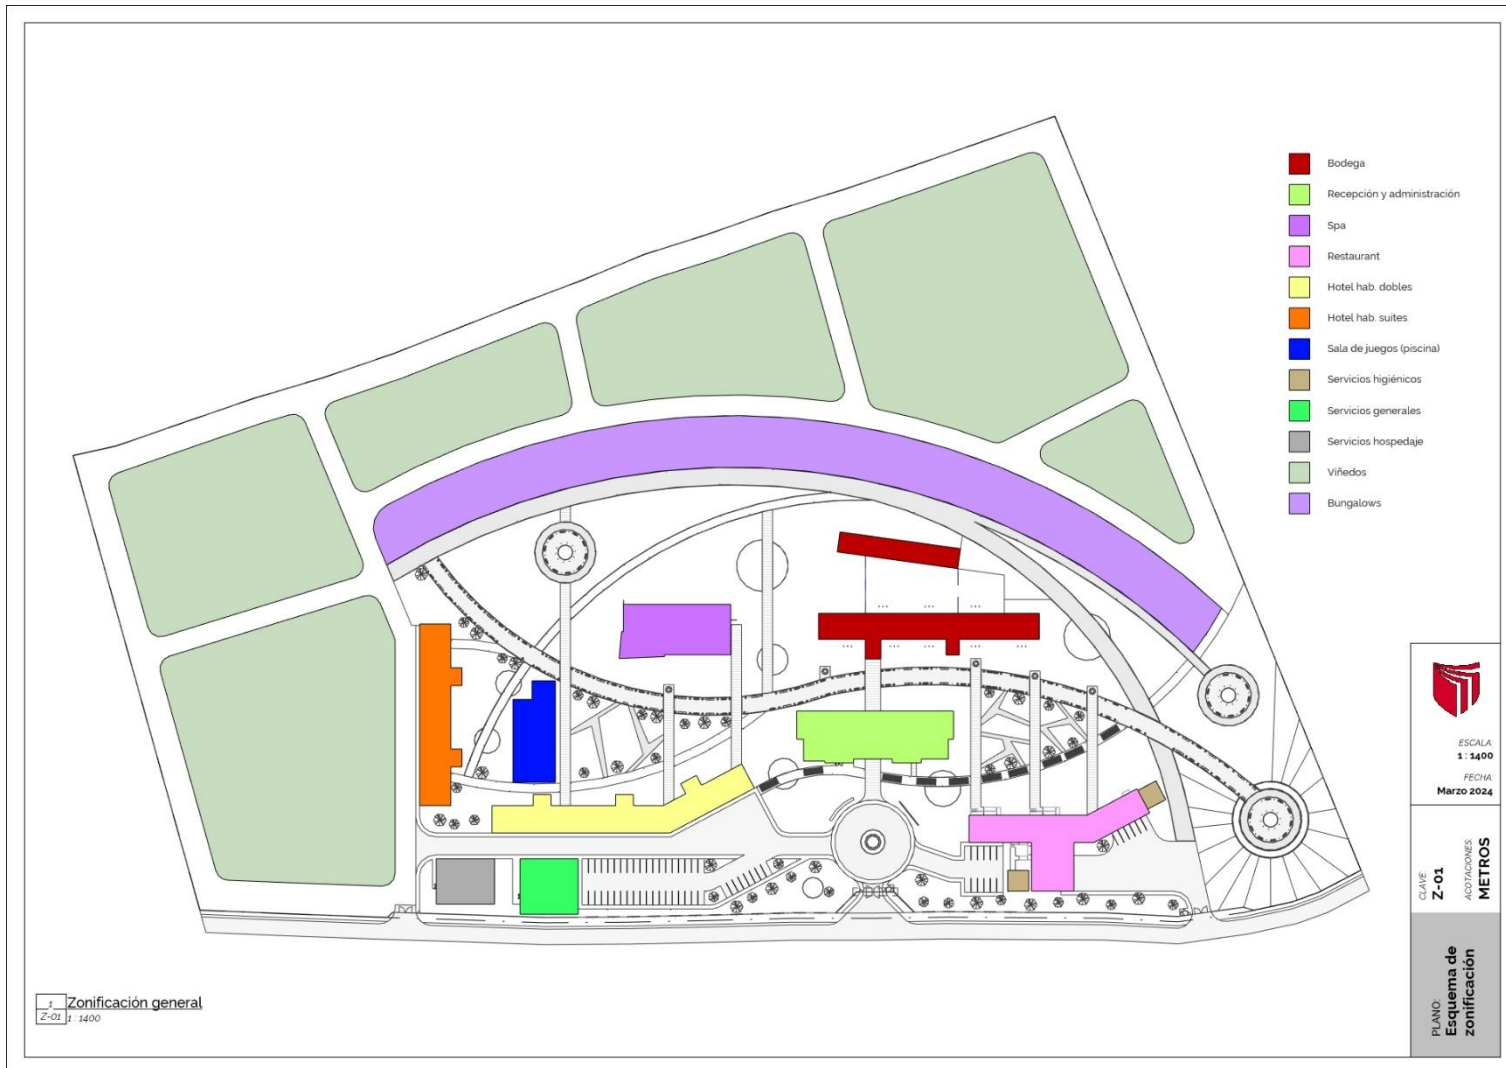 Bodega
Recepción y administración
Spa
Restaurant
Hotel hab. dobles
Hotel hab. suites
Sala de juegos (piscina)
Servicios higiénicos
Servicios generales
Servicios hospedaje
Viñedos
Bungalows
ESCALA:
1 : 1400
FECHA:
Marzo 2024
CLAVE
Z-01
ACOTACIONES:
METROS
PLANO:
Esquema de
zonificación
1
Zonificación general
Z-01
1 : 1400